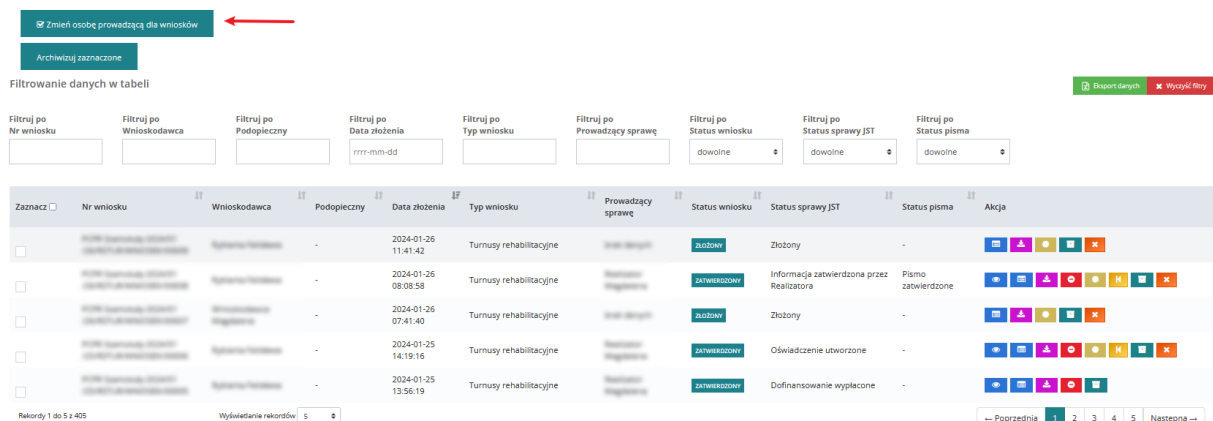 Zmień osobę prowadzącą dla wniosków
Archiwizuj zaznaczone
Filtrowanie danych w tabeli
Eksport danych Wyczyść filtry
Filtruj po Filtruj po Filtruj po Filtruj po Filtruj po Filtruj po Filtruj po Filtruj po Filtruj po
Nr wniosku Wnioskodawca Podopieczny Data złożenia Typ wniosku Prowadzący sprawę Status wniosku Status sprawy JST Status pisma
rrrr-mm-dd dowolne dowolne dowolne
Zaznacz Nr wniosku Wnioskodawca Podopieczny Data złożenia Typ wniosku Prowadzący sprawę Status wniosku Status sprawy JST Status pisma Akcja
- 2024-01-26 11:41:42 Turnusy rehabilitacyjne ZŁOŻONY Złożony -
- 2024-01-26 08:08:58 Turnusy rehabilitacyjne ZATWIERDZONY Informacja zatwierdzona przez Realizatora Pismo zatwierdzone
- 2024-01-26 07:41:40 Turnusy rehabilitacyjne ZŁOŻONY Złożony -
- 2024-01-25 14:19:16 Turnusy rehabilitacyjne ZATWIERDZONY Oświadczenie utworzone -
- 2024-01-25 13:56:19 Turnusy rehabilitacyjne ZATWIERDZONY Dofinansowanie wypłacone -
Rekordy 1 do 5 z 405 Wyświetlanie rekordów 5 ← Poprzednia 1 2 3 4 5 Następna →